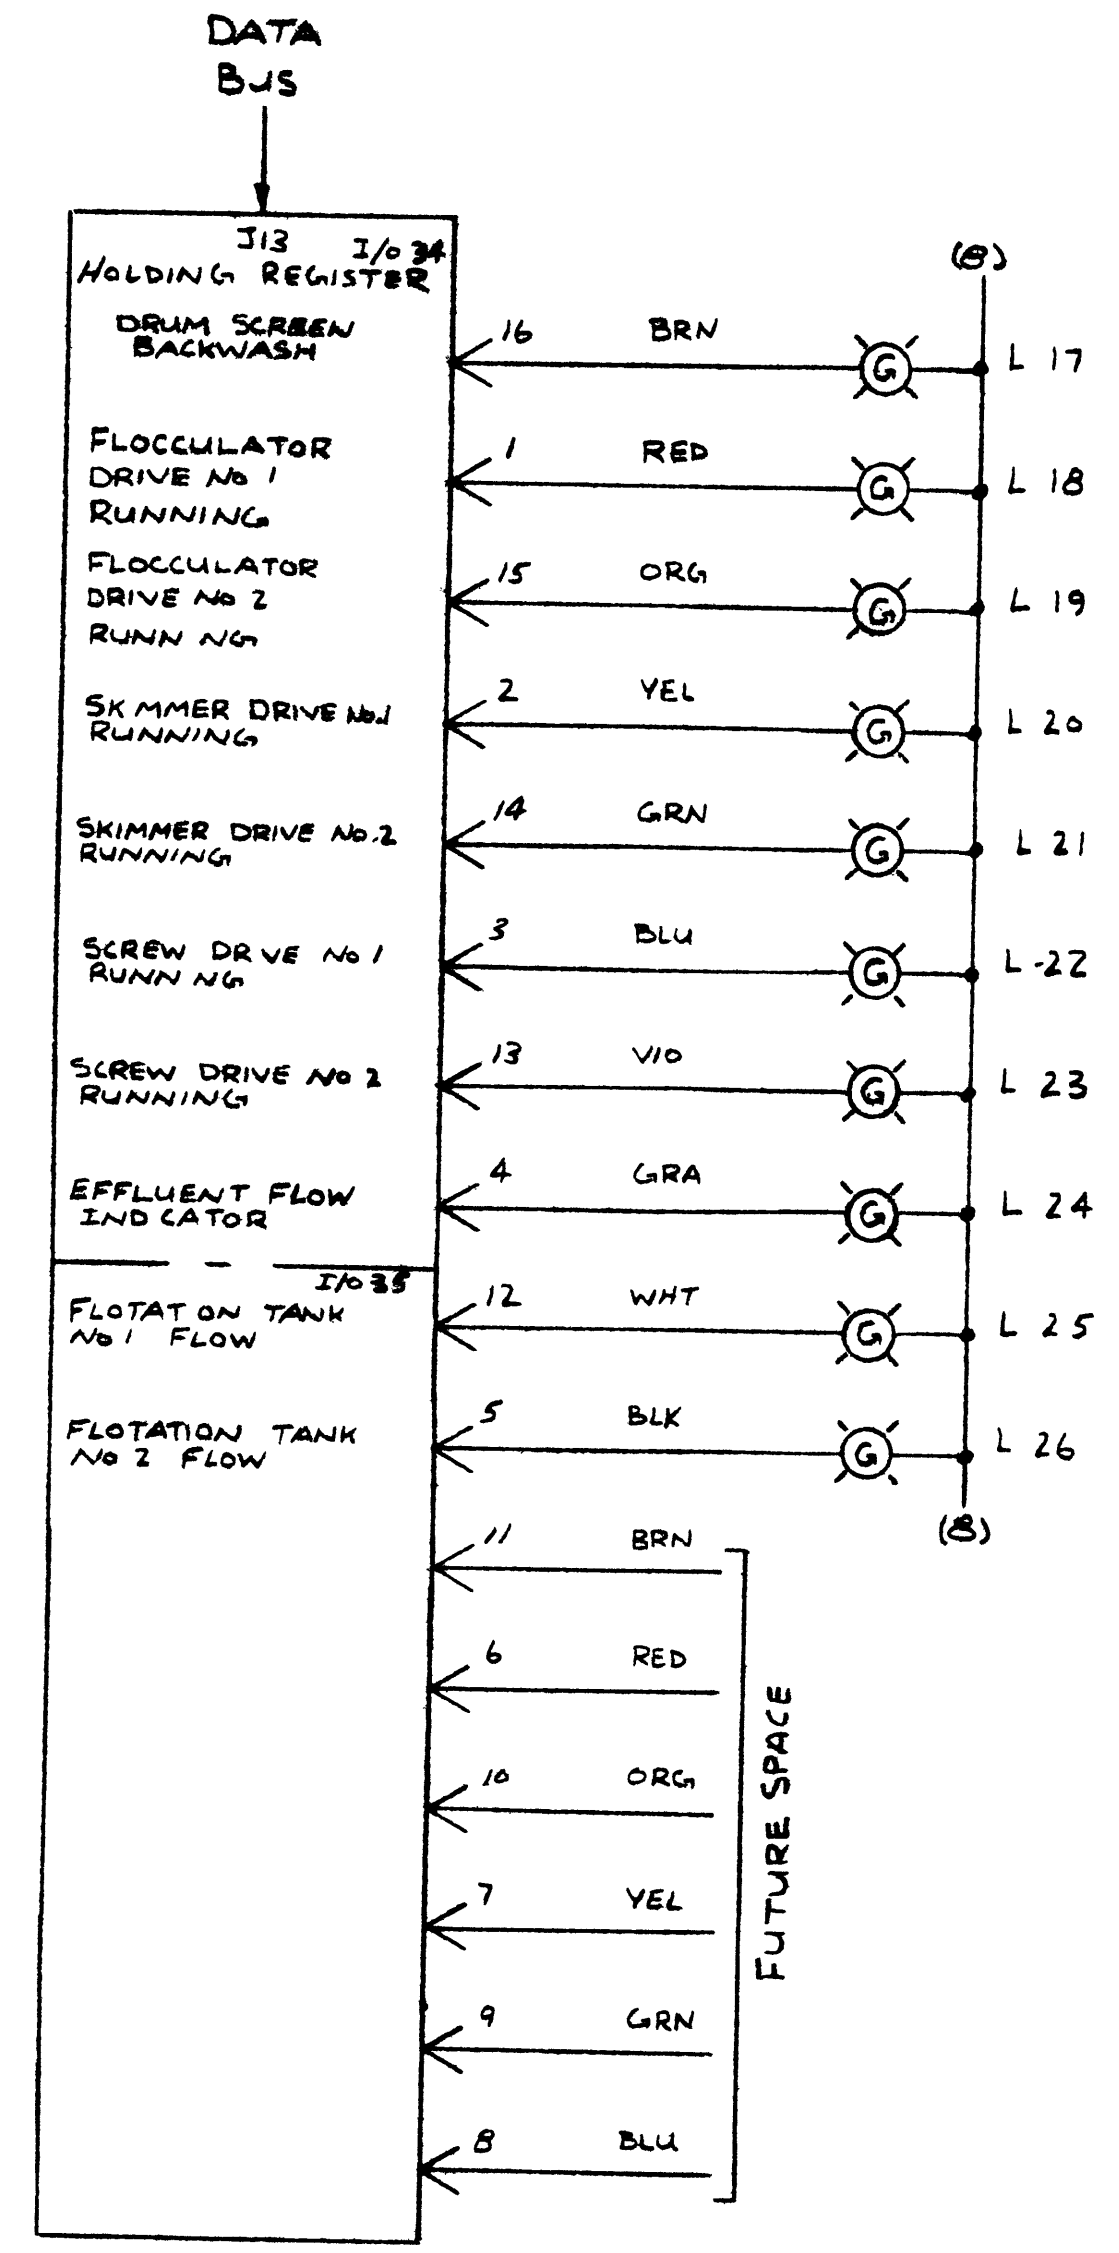 DATA
BUS
J13 I/O 34
HOLDING REGISTER
(8)
DRUM SCREEN
BACKWASH
16 BRN G L 17
FLOCCULATOR
DRIVE No 1
RUNNING
1 RED G L 18
FLOCCULATOR
DRIVE No 2
RUNN NG
15 ORG G L 19
SK MMER DRIVE No.1
RUNNING
2 YEL G L 20
SKIMMER DRIVE No.2
RUNNING
14 GRN G L 21
SCREW DR VE No 1
RUNN NG
3 BLU G L -22
SCREW DRIVE No 2
RUNNING
13 VIO G L 23
EFFLUENT FLOW
IND CATOR
4 GRA G L 24
I/O 35
FLOTAT ON TANK
No 1 FLOW
12 WHT G L 25
FLOTATION TANK
No 2 FLOW
5 BLK G L 26
(8)
11 BRN
6 RED
10 ORG
7 YEL
9 GRN
8 BLU
FUTURE SPACE